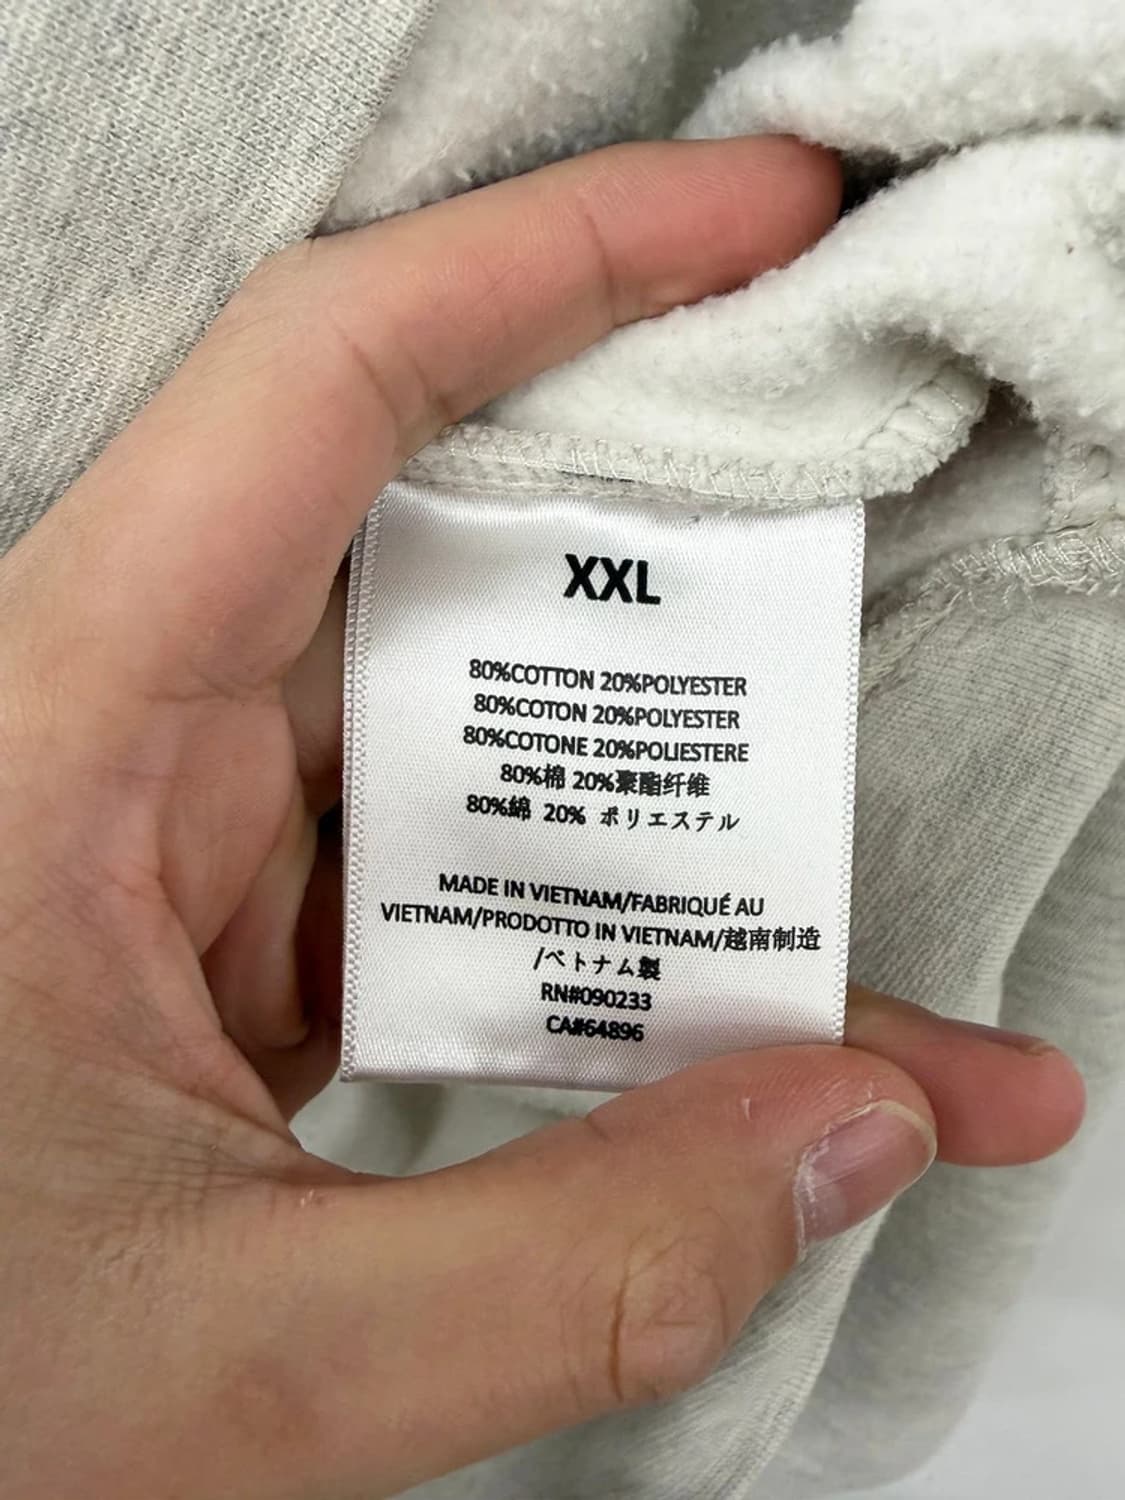 XXL
80%COTTON 20%POLYESTER
80%COTON 20%POLYESTER
80%COTONE 20%POLIESTERE
80%棉 20%聚酯纤维
80%綿 20% ポリエステル
MADE IN VIETNAM/FABRIQUÉ AU
VIETNAM/PRODOTTO IN VIETNAM/越南制造
/ベトナム製
RN#090233
CA#64896